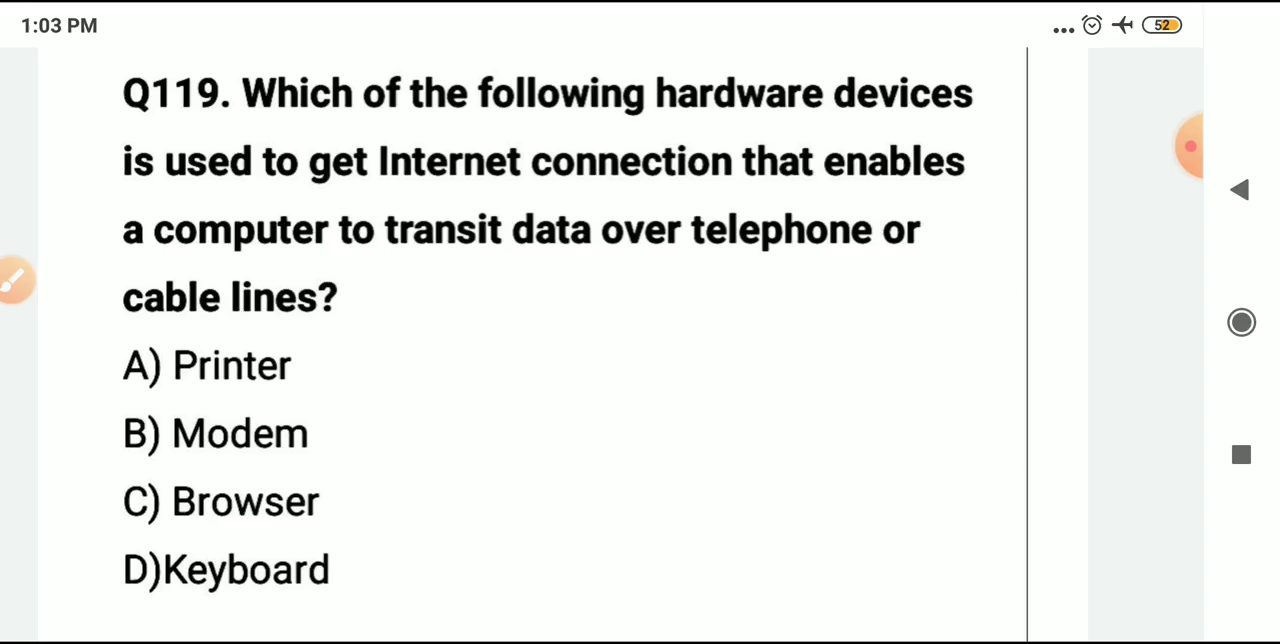 1:03 PM
52
Q119. Which of the following hardware devices
is used to get Internet connection that enables
a computer to transit data over telephone or
cable lines?
A) Printer
B) Modem
C) Browser
D)Keyboard